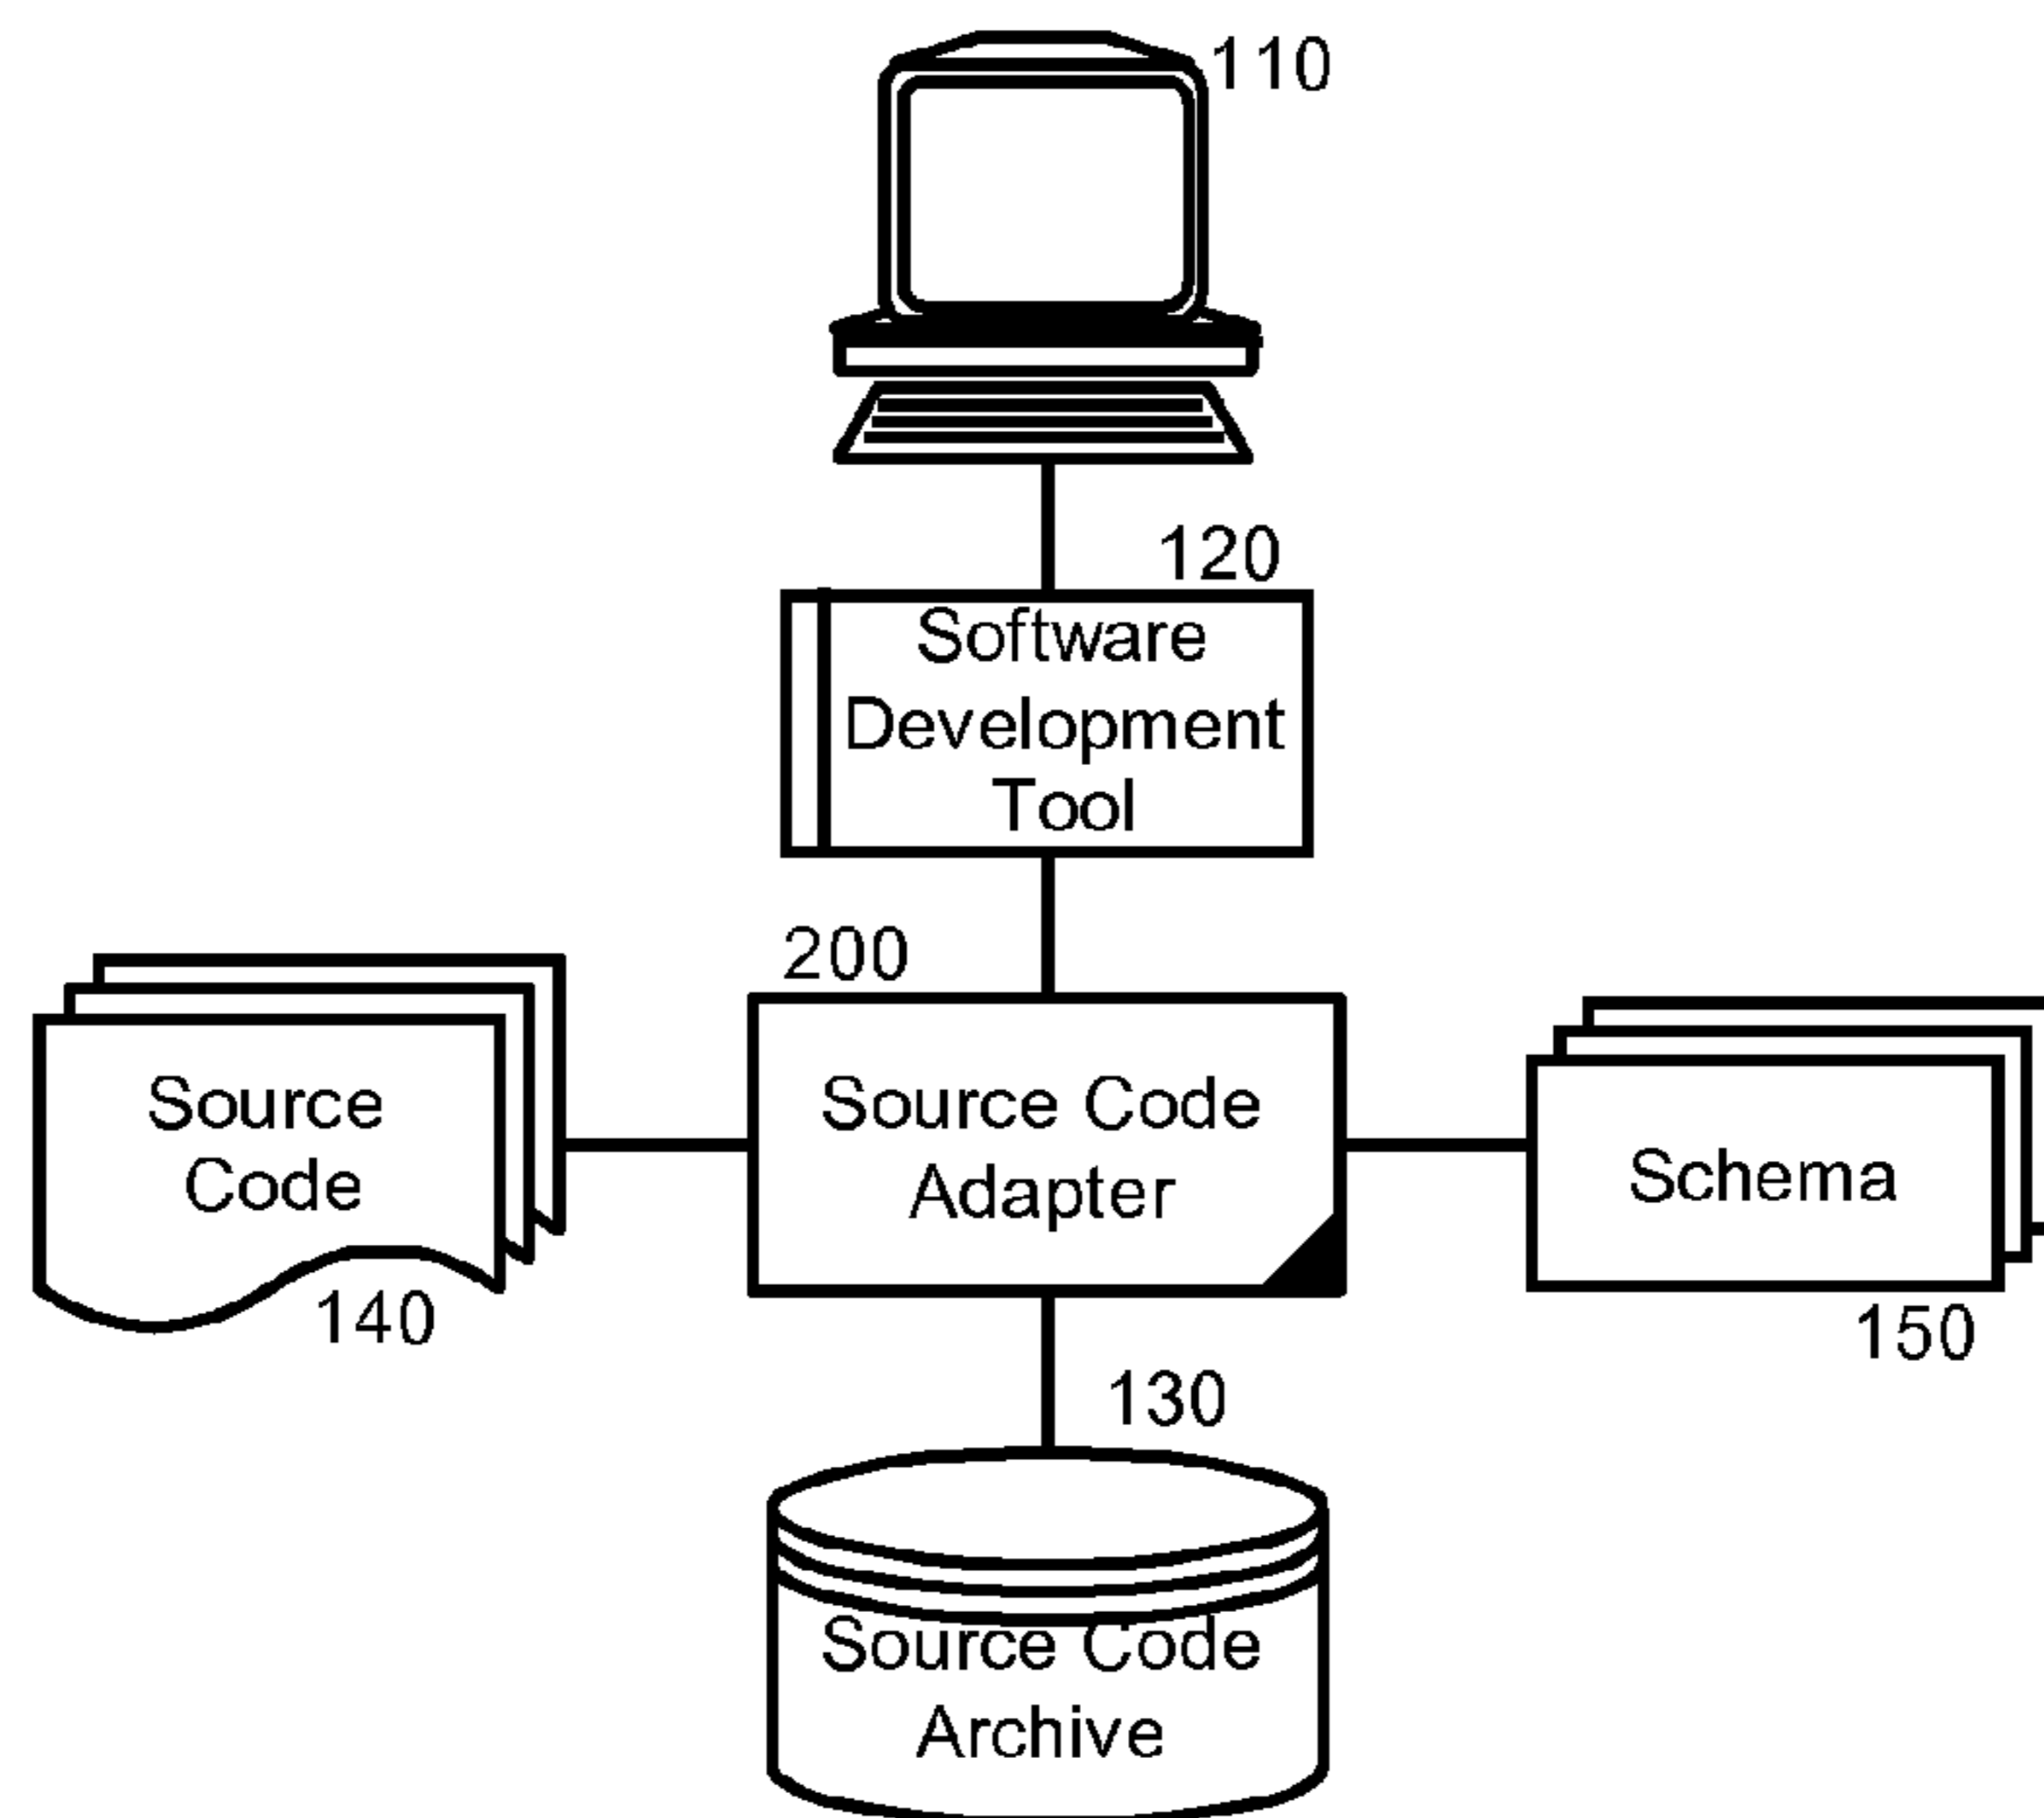 110
120
Software
Development
Tool
200
Source Code
Adapter
Source
Code
140
Schema
150
130
Source Code
Archive